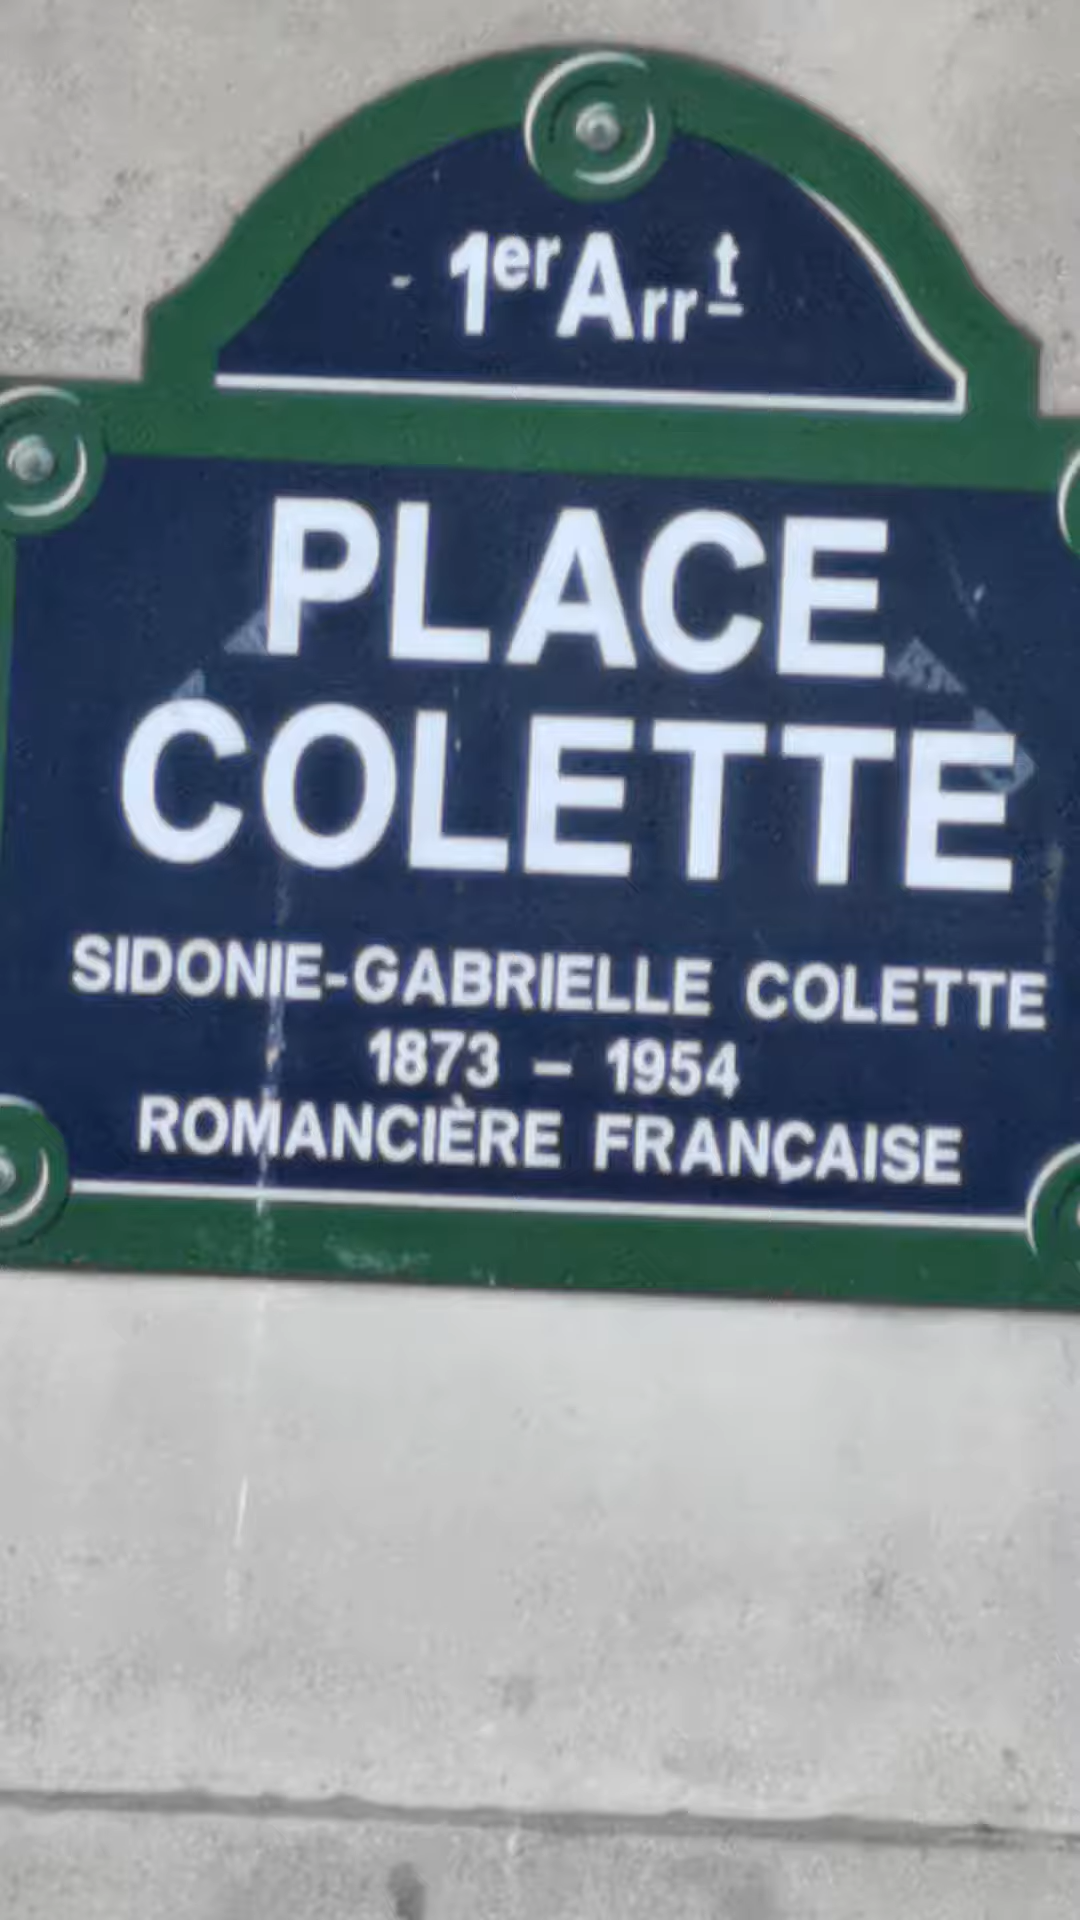 1er Arrt
PLACE
COLETTE
SIDONIE-GABRIELLE COLETTE
1873 – 1954
ROMANCIÈRE FRANÇAISE